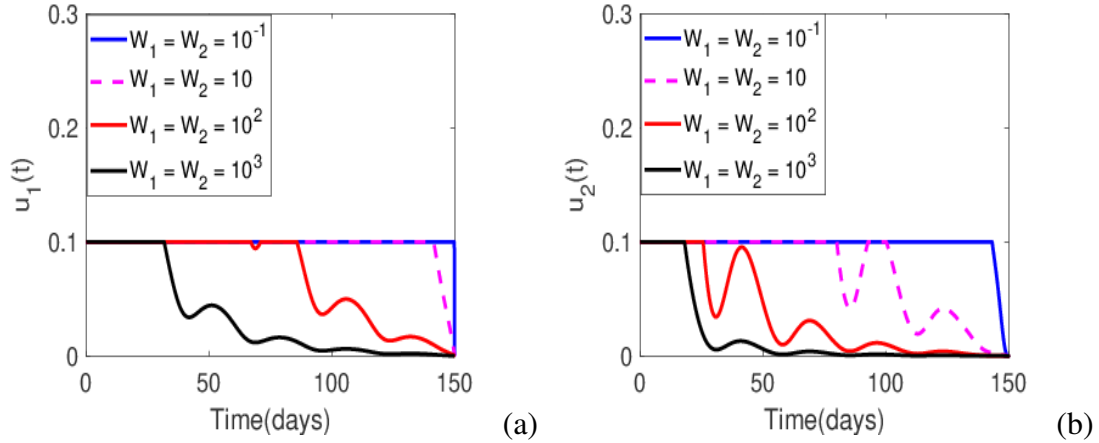 0.3
0.2
0.1
0
u₁(t)
W₁ = W₂ = 10⁻¹
W₁ = W₂ = 10
W₁ = W₂ = 10²
W₁ = W₂ = 10³
0 50 100 150
Time(days)
(a)
0.3
0.2
0.1
0
u₂(t)
W₁ = W₂ = 10⁻¹
W₁ = W₂ = 10
W₁ = W₂ = 10²
W₁ = W₂ = 10³
0 50 100 150
Time(days)
(b)